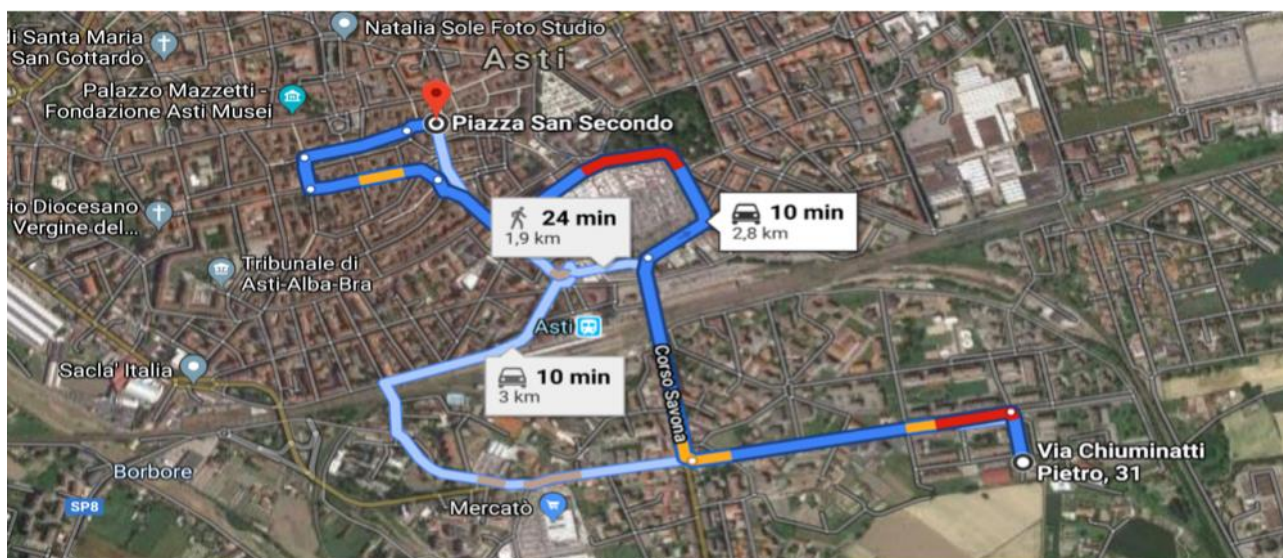 Natalia Sole Foto Studio
di Santa Maria
San Gottardo
Asti
Palazzo Mazzetti -
Fondazione Asti Musei
Piazza San Secondo
rio Diocesano
Vergine del...
24 min
1,9 km
10 min
2,8 km
Tribunale di
Asti-Alba-Bra
Asti
Sacla' Italia
10 min
3 km
Corso Savona
Via Chiuminatti
Pietro, 31
Borbore
Mercatò
SP8